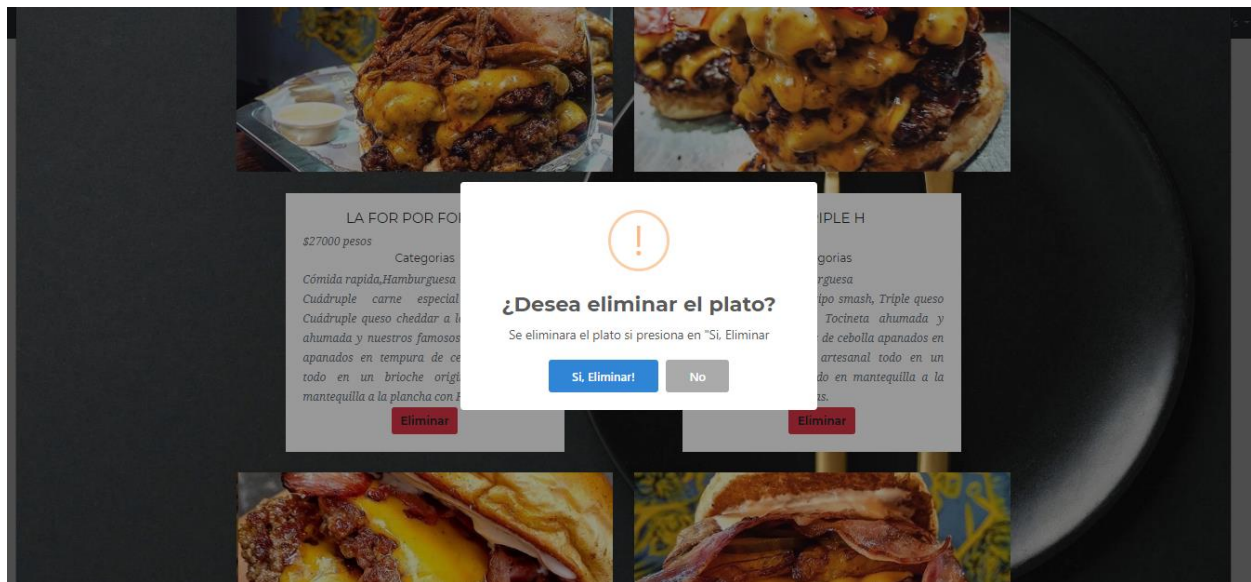 LA FOR POR FO
$27000 pesos
Categorias
Cómida rapida,Hamburguesa
Cuádruple carne especial
Cuádruple queso cheddar a
ahumada y nuestros famosos
apanados en tempura de
todo en un brioche
mantequilla a la plancha con
Eliminar
IPLE H
gorias
rguesa
ipo smash, Triple queso
Tocineta ahumada y
de cebolla apanados en
artesanal todo en un
do en mantequilla a la
as.
Eliminar
!
¿Desea eliminar el plato?
Se eliminara el plato si presiona en "Si, Eliminar
Si, Eliminar!
No